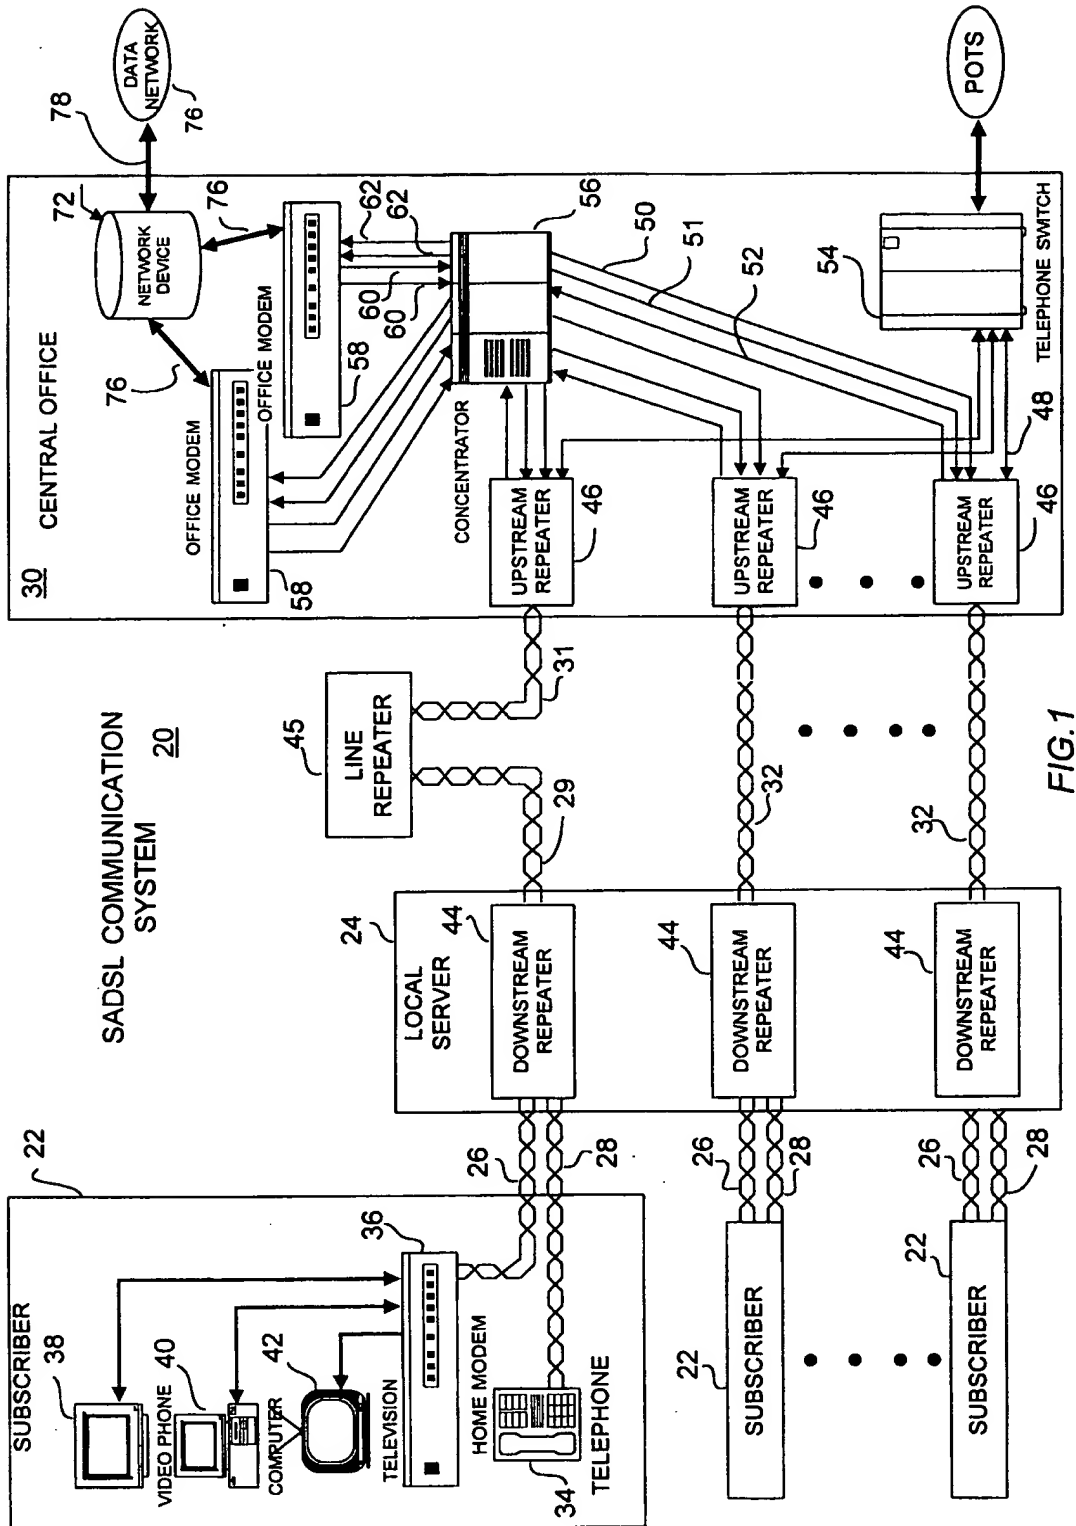 SADSL COMMUNICATION
SYSTEM
20
22
SUBSCRIBER
38
VIDEO PHONE
40
COMPUTER
42
TELEVISION
36
HOME MODEM
34
TELEPHONE
26
28
22
SUBSCRIBER
26
28
22
SUBSCRIBER
26
28
24
LOCAL
SERVER
44
DOWNSTREAM
REPEATER
44
DOWNSTREAM
REPEATER
44
DOWNSTREAM
REPEATER
29
45
LINE
REPEATER
31
32
32
30
CENTRAL OFFICE
OFFICE MODEM
58
OFFICE MODEM
58
76
72
NETWORK
DEVICE
76
78
DATA
NETWORK
76
60
60
62
62
CONCENTRATOR
56
50
51
52
UPSTREAM
REPEATER
46
UPSTREAM
REPEATER
46
UPSTREAM
REPEATER
46
48
54
TELEPHONE SWITCH
POTS
FIG.1